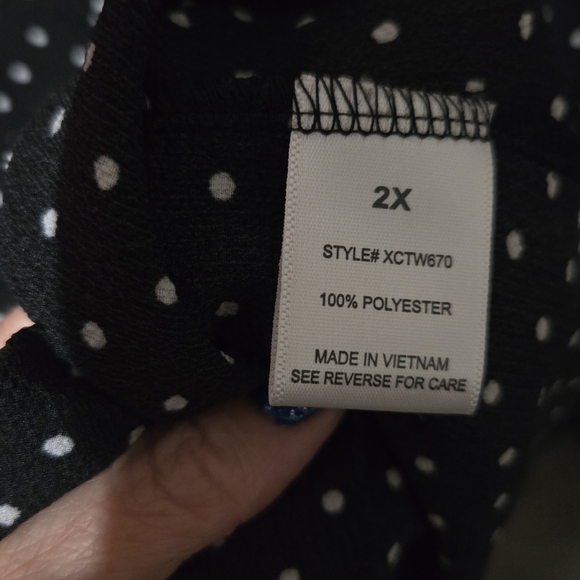 2X
STYLE# XCTW670
100% POLYESTER
MADE IN VIETNAM
SEE REVERSE FOR CARE